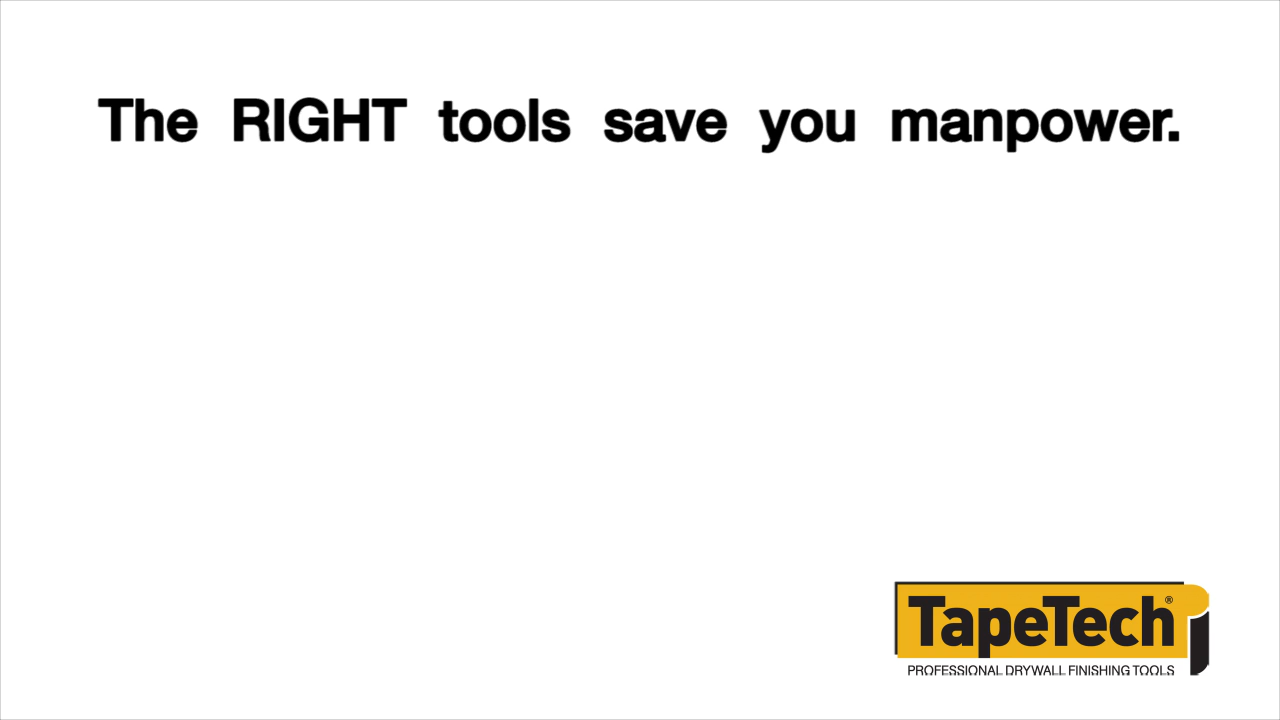 The RIGHT tools save you manpower.
TapeTech®
PROFESSIONAL DRYWALL FINISHING TOOLS